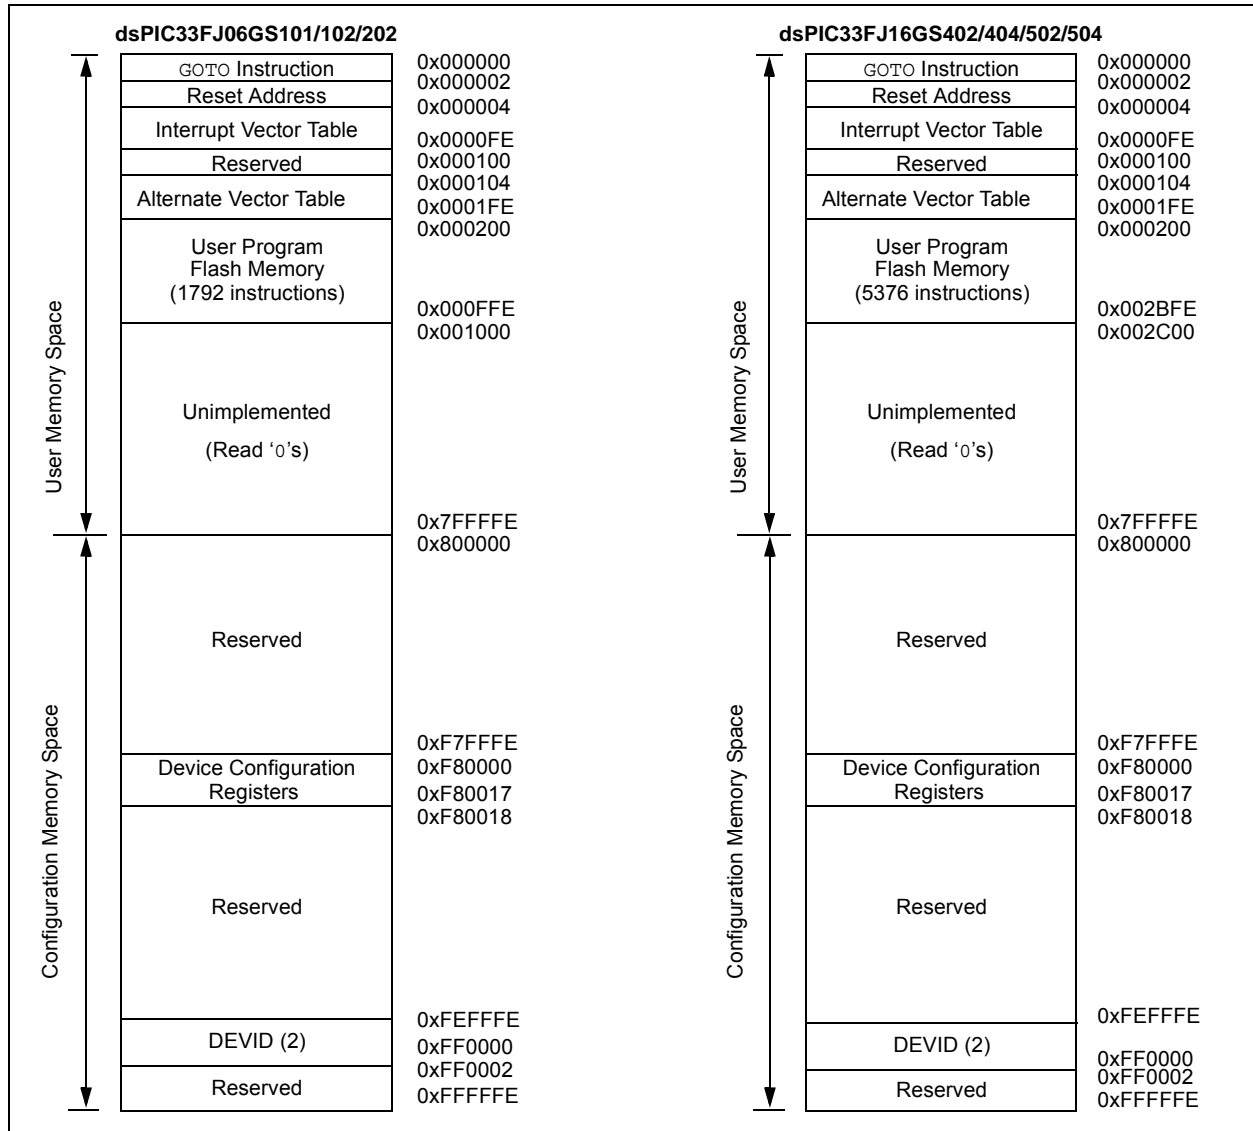 dsPIC33FJ06GS101/102/202
GOTO Instruction
0x000000
0x000002
Reset Address
0x000004
Interrupt Vector Table
0x0000FE
Reserved
0x000100
0x000104
Alternate Vector Table
0x0001FE
0x000200
User Program
Flash Memory
(1792 instructions)
0x000FFE
0x001000
User Memory Space
Unimplemented
(Read ‘0’s)
0x7FFFFE
0x800000
Reserved
Configuration Memory Space
0xF7FFFE
Device Configuration
Registers
0xF80000
0xF80017
0xF80018
Reserved
0xFEFFFE
DEVID (2)
0xFF0000
0xFF0002
Reserved
0xFFFFFE
dsPIC33FJ16GS402/404/502/504
GOTO Instruction
0x000000
0x000002
Reset Address
0x000004
Interrupt Vector Table
0x0000FE
Reserved
0x000100
0x000104
Alternate Vector Table
0x0001FE
0x000200
User Program
Flash Memory
(5376 instructions)
0x002BFE
0x002C00
User Memory Space
Unimplemented
(Read ‘0’s)
0x7FFFFE
0x800000
Reserved
Configuration Memory Space
0xF7FFFE
Device Configuration
Registers
0xF80000
0xF80017
0xF80018
Reserved
0xFEFFFE
DEVID (2)
0xFF0000
0xFF0002
Reserved
0xFFFFFE